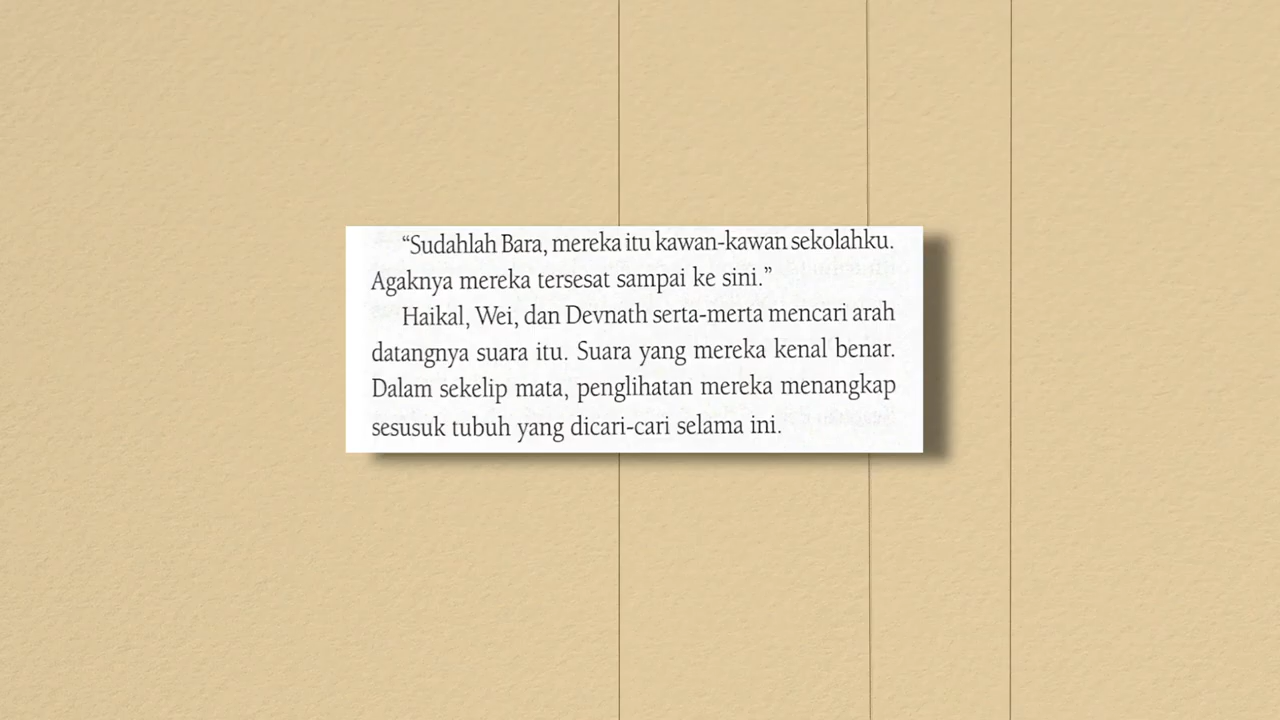 “Sudahlah Bara, mereka itu kawan-kawan sekolahku.
Agaknya mereka tersesat sampai ke sini.”
Haikal, Wei, dan Devnath serta-merta mencari arah
datangnya suara itu. Suara yang mereka kenal benar.
Dalam sekelip mata, penglihatan mereka menangkap
sesusuk tubuh yang dicari-cari selama ini.